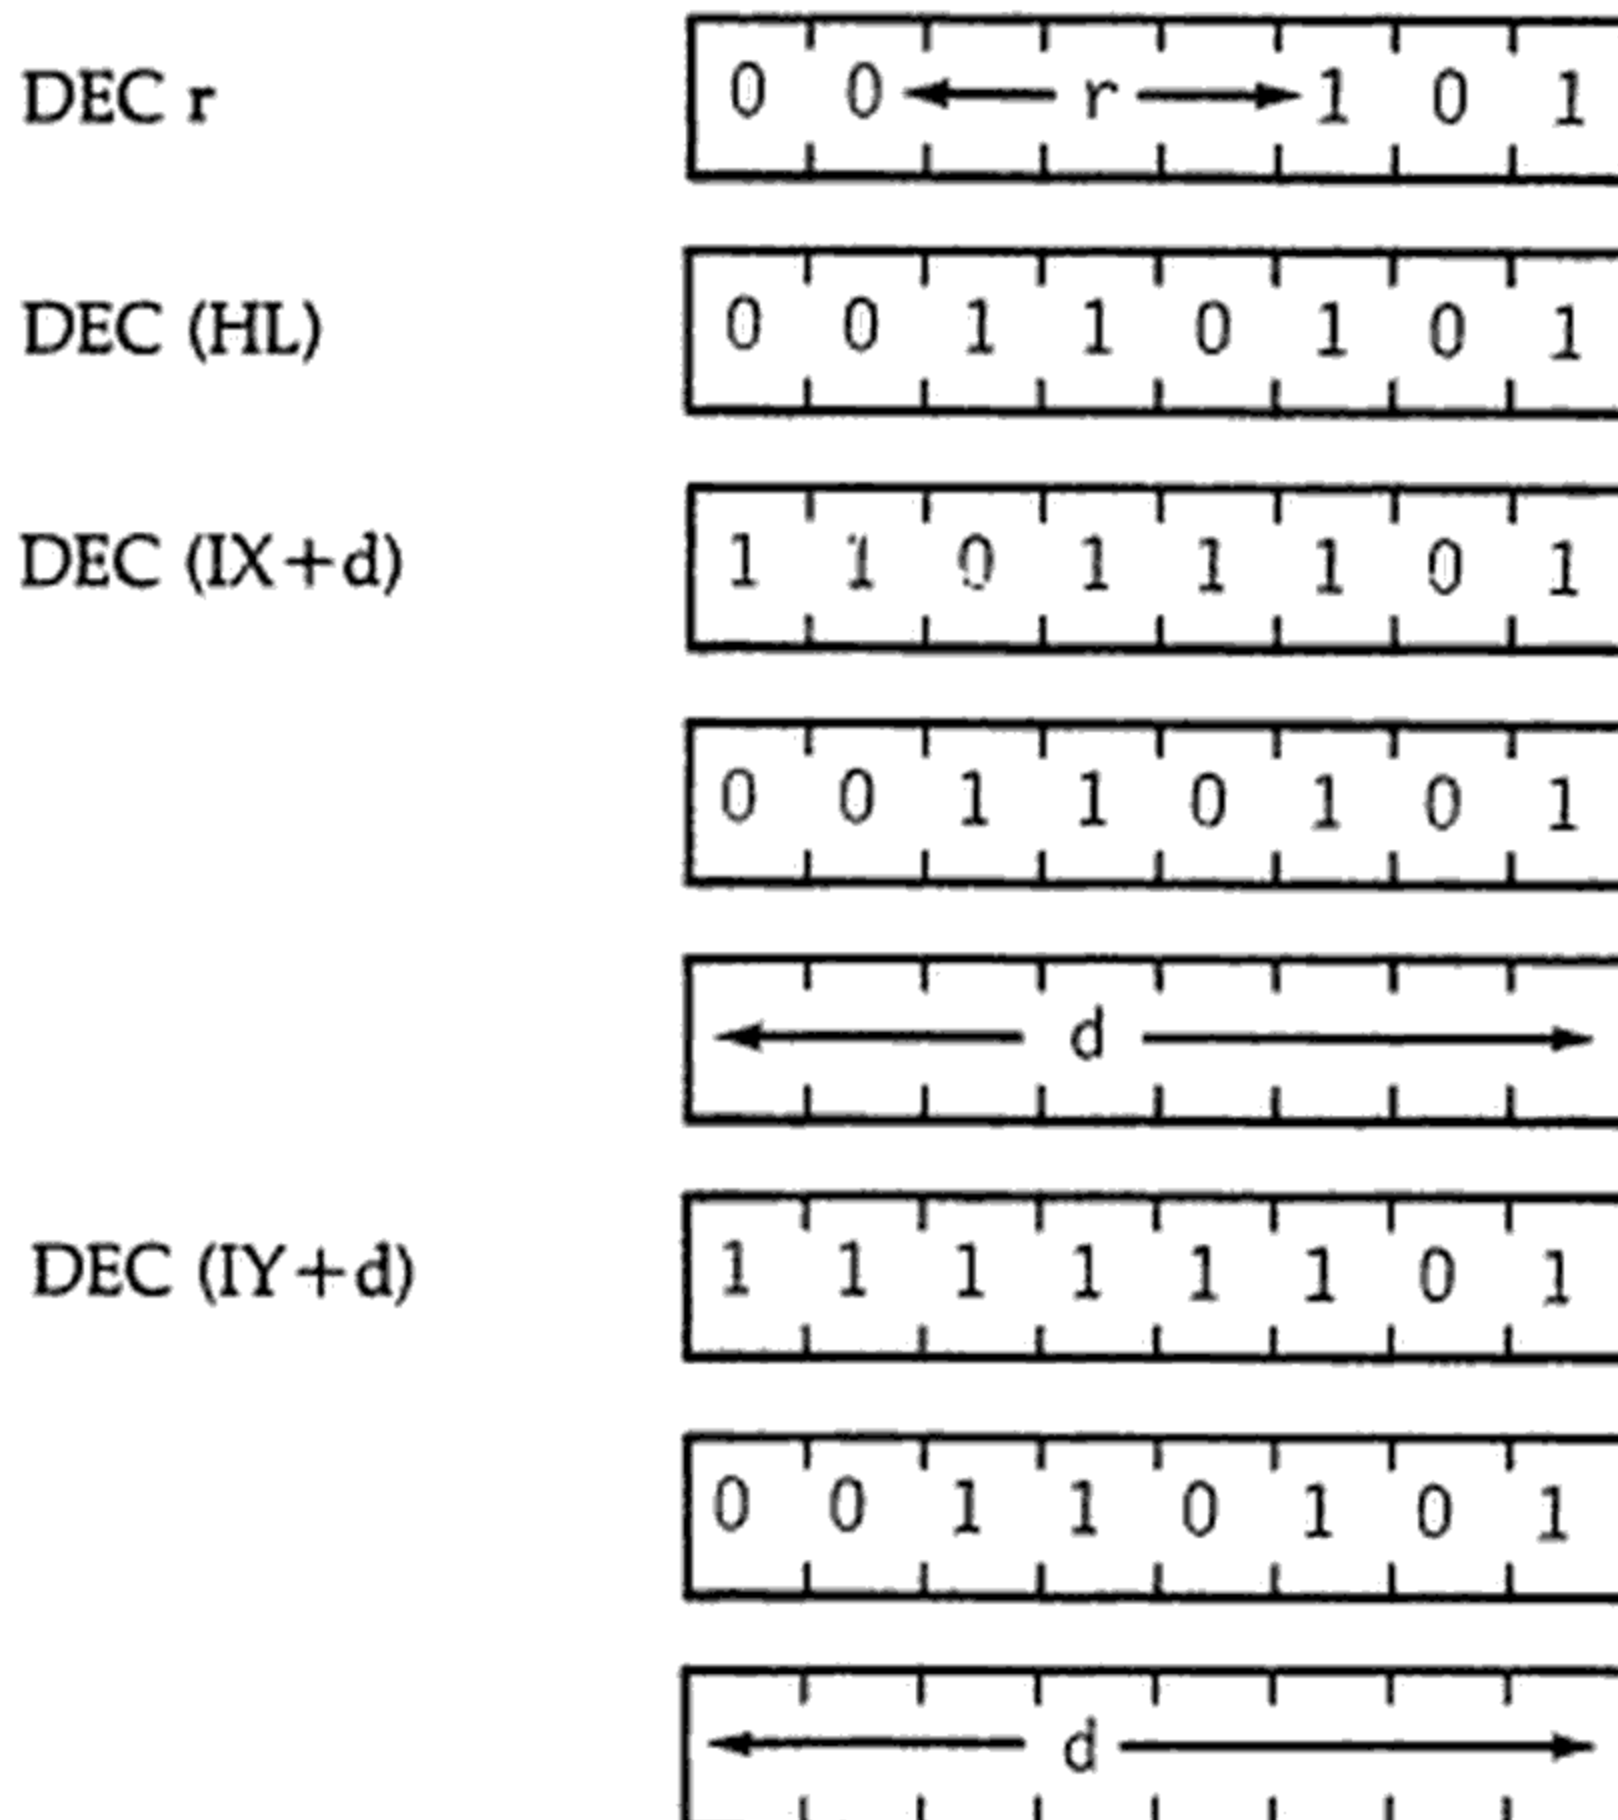 DEC r 0 0 r 1 0 1
DEC (HL) 0 0 1 1 0 1 0 1
DEC (IX+d) 1 1 0 1 1 1 0 1
0 0 1 1 0 1 0 1
d
DEC (IY+d) 1 1 1 1 1 1 0 1
0 0 1 1 0 1 0 1
d